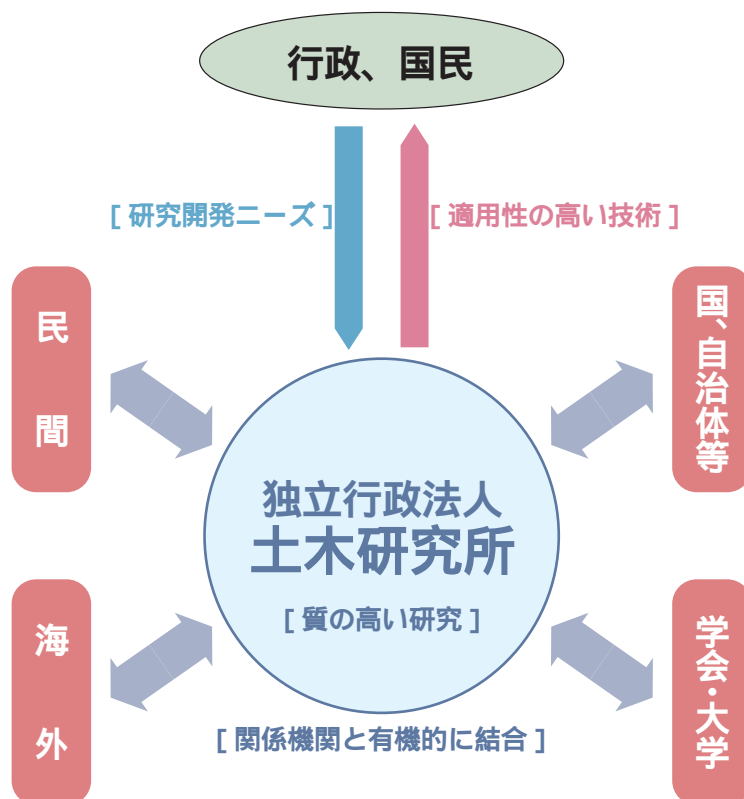 行政、国民
[ 研究開発ニーズ ]
[ 適用性の高い技術 ]
民間
国、自治体等
独立行政法人
土木研究所
[ 質の高い研究 ]
海外
学会・大学
[ 関係機関と有機的に結合 ]